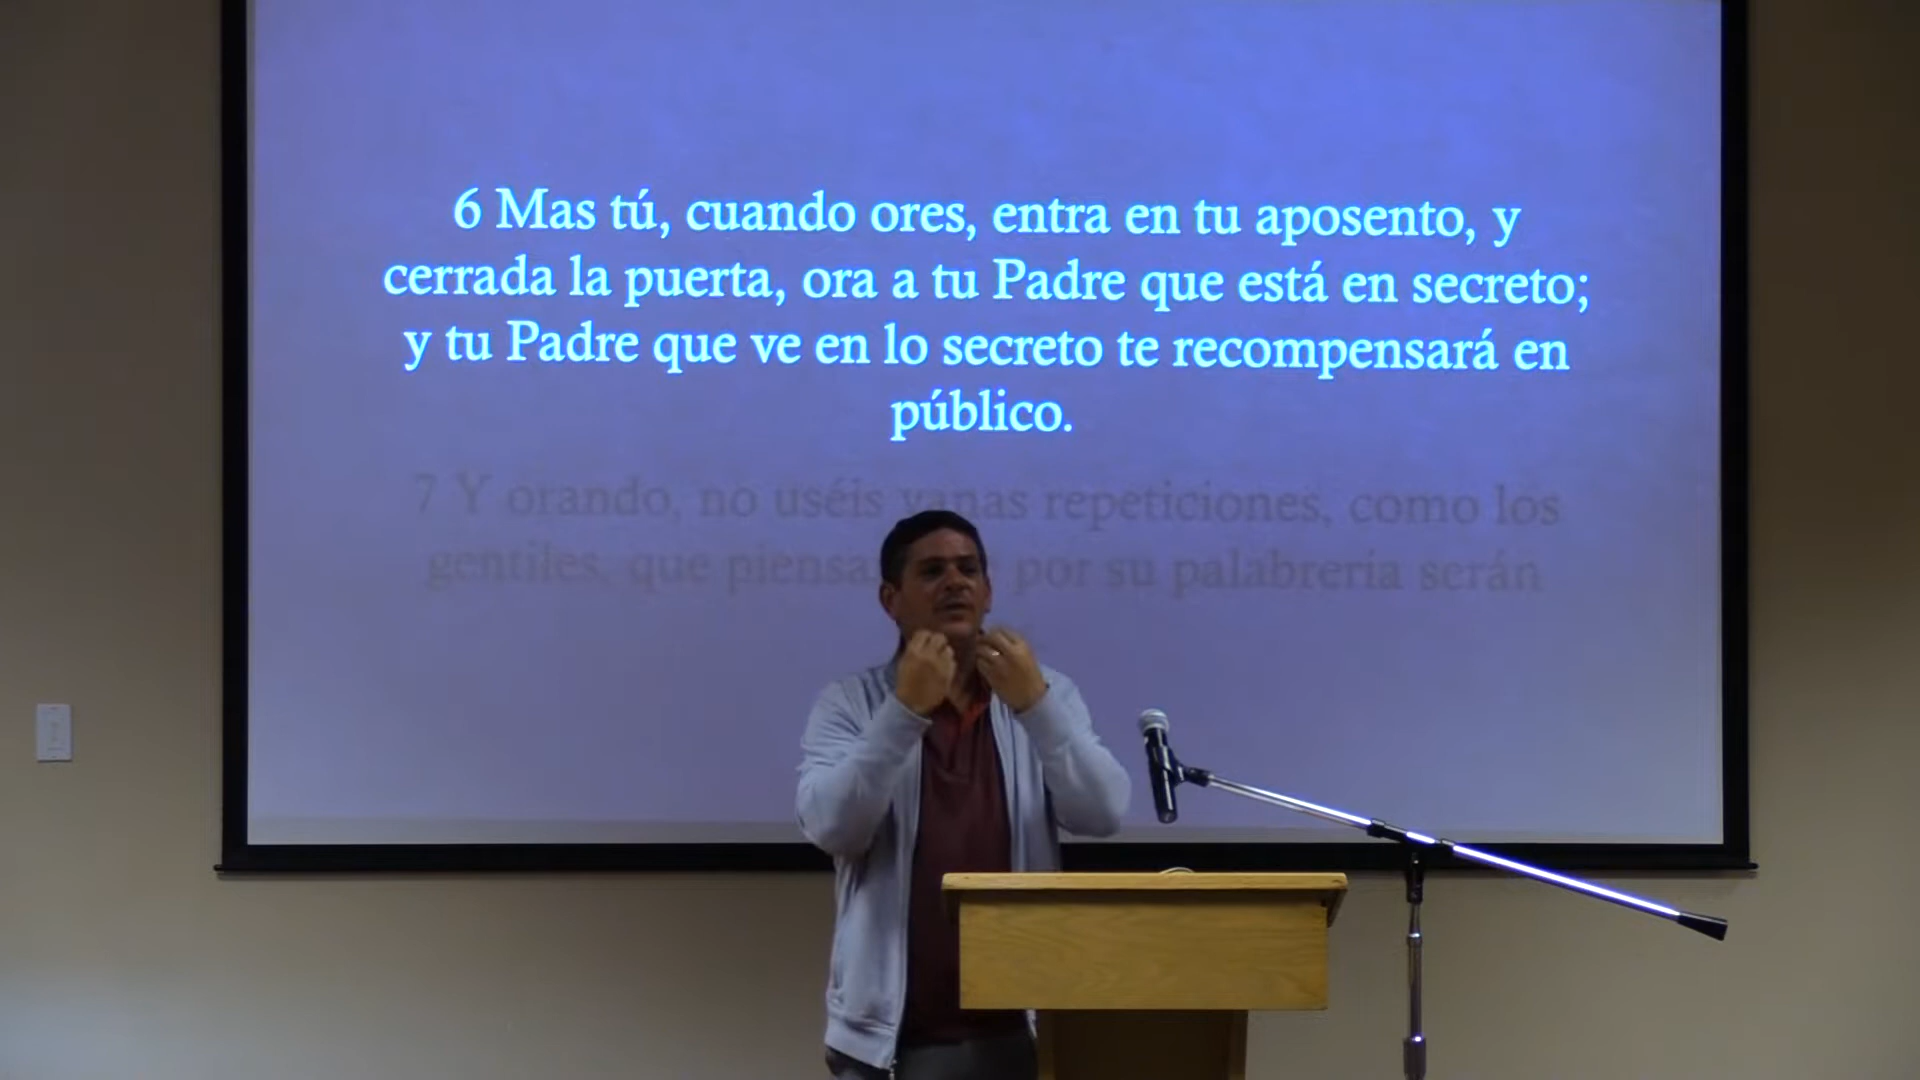 6 Mas tú, cuando ores, entra en tu aposento, y
cerrada la puerta, ora a tu Padre que está en secreto;
y tu Padre que ve en lo secreto te recompensará en
público.
7 Y orando, no uséis vanas repeticiones, como los
gentiles, que por su palabrería serán